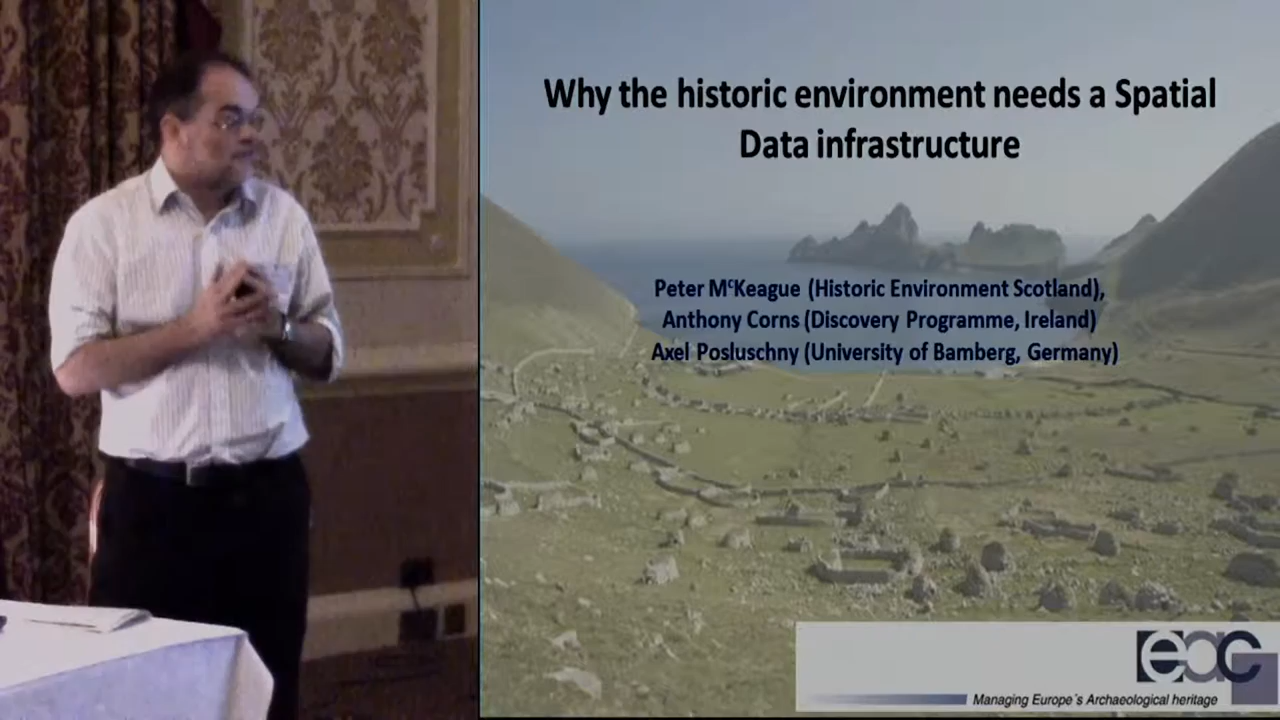 Why the historic environment needs a Spatial
Data infrastructure
Peter McKeague (Historic Environment Scotland),
Anthony Corns (Discovery Programme, Ireland)
Axel Posluschny (University of Bamberg, Germany)
eac
Managing Europe's Archaeological heritage